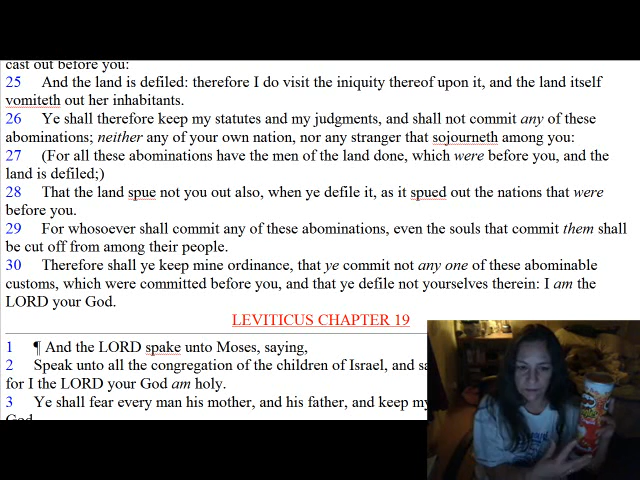 cast out before you:
25 And the land is defiled: therefore I do visit the iniquity thereof upon it, and the land itself
vomiteth out her inhabitants.
26 Ye shall therefore keep my statutes and my judgments, and shall not commit any of these
abominations; neither any of your own nation, nor any stranger that sojourneth among you:
27 (For all these abominations have the men of the land done, which were before you, and the
land is defiled;)
28 That the land spue not you out also, when ye defile it, as it spued out the nations that were
before you.
29 For whosoever shall commit any of these abominations, even the souls that commit them shall
be cut off from among their people.
30 Therefore shall ye keep mine ordinance, that ye commit not any one of these abominable
customs, which were committed before you, and that ye defile not yourselves therein: I am the
LORD your God.
LEVITICUS CHAPTER 19
1 ¶ And the LORD spake unto Moses, saying,
2 Speak unto all the congregation of the children of Israel, and sa
for I the LORD your God am holy.
3 Ye shall fear every man his mother, and his father, and keep my